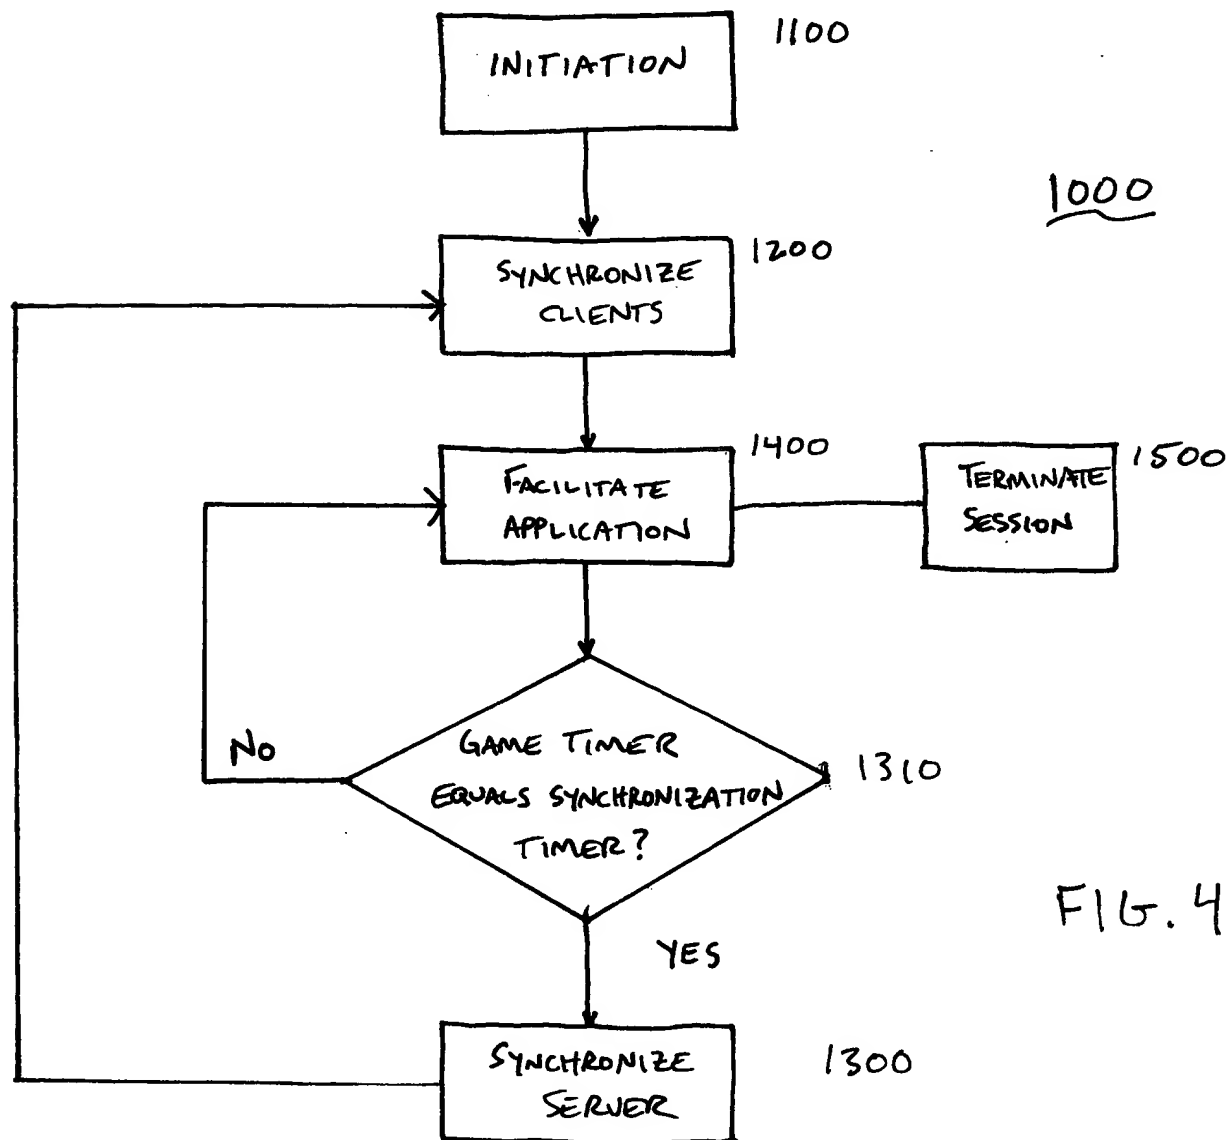 INITIATION
1100
1000
SYNCHRONIZE
CLIENTS
1200
FACILITATE
APPLICATION
1400
TERMINATE
SESSION
1500
GAME TIMER
EQUALS SYNCHRONIZATION
TIMER?
1310
No
YES
FIG. 4
SYNCHRONIZE
SERVER
1300